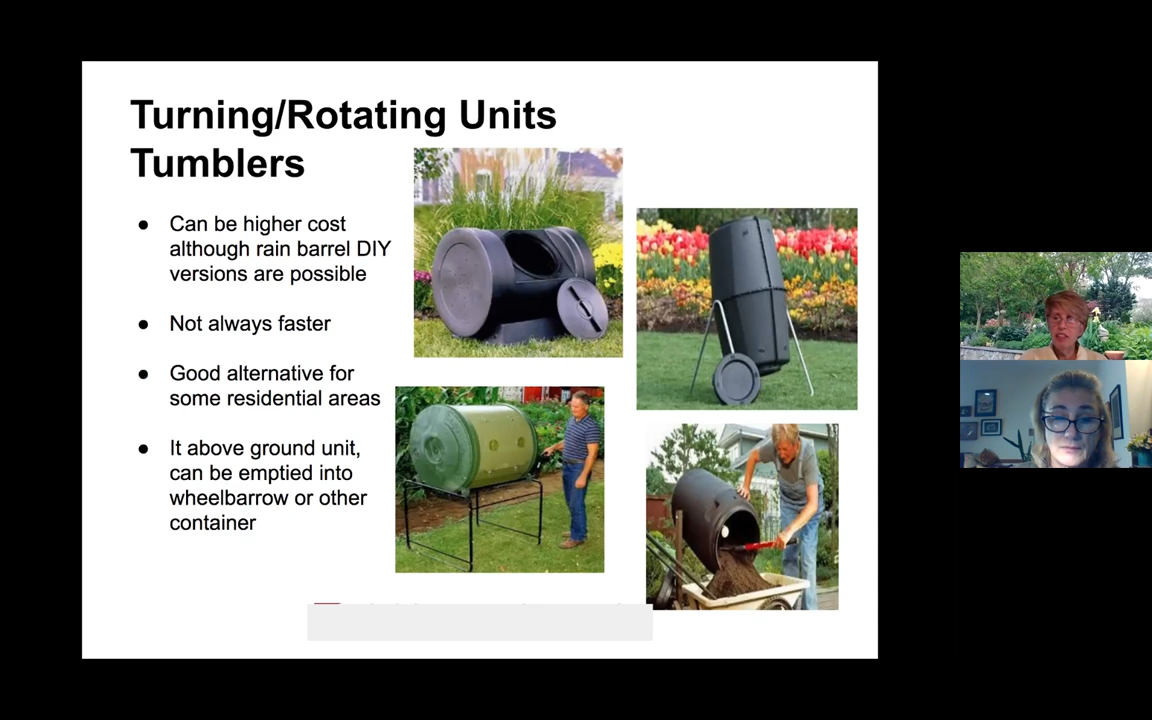 Turning/Rotating Units
Tumblers
● Can be higher cost
although rain barrel DIY
versions are possible
● Not always faster
● Good alternative for
some residential areas
● It above ground unit,
can be emptied into
wheelbarrow or other
container